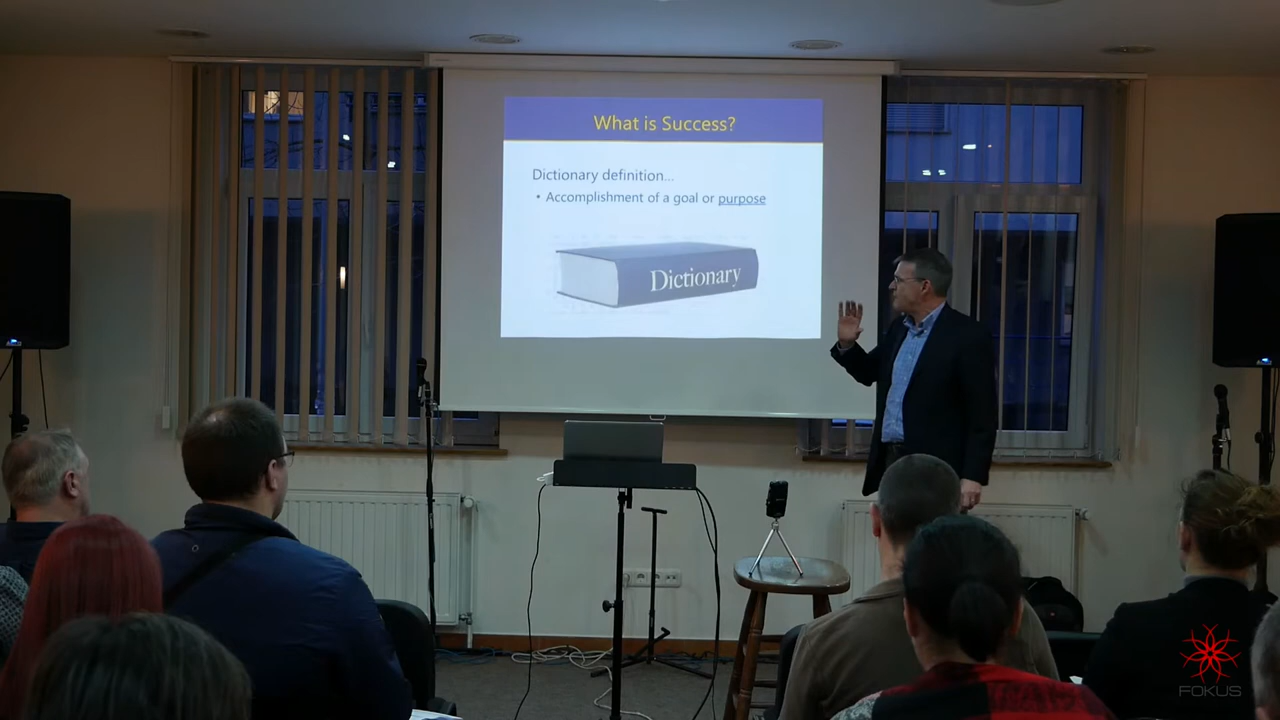 What is Success?
Dictionary definition...
• Accomplishment of a goal or purpose
Dictionary
FOKUS